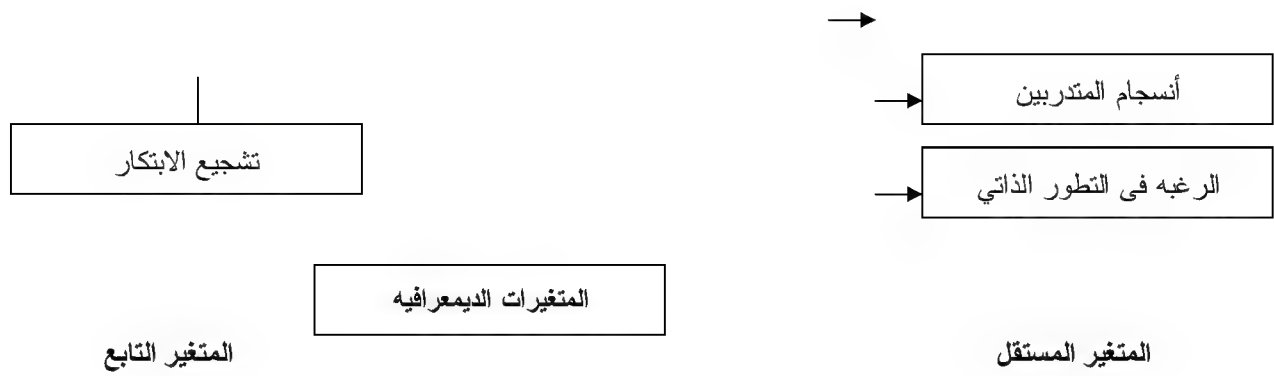 أنسجام المتدربين
تشجيع الابتكار
الرغبه فى التطور الذاتي
المتغيرات الديمعرافيه
المتغير المستقل
المتغير التابع